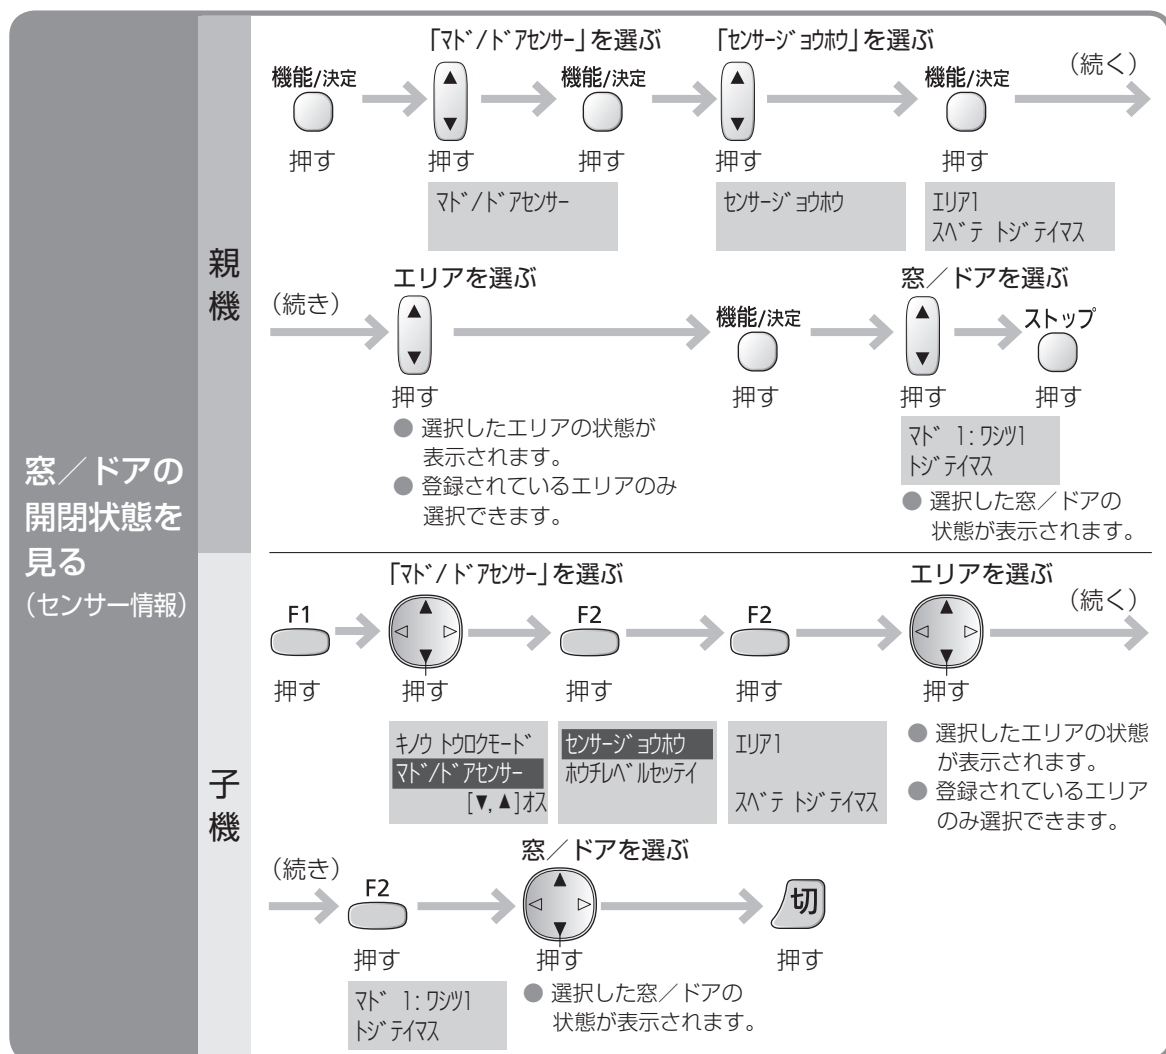 窓／ドアの
開閉状態を
見る
（センサー情報）
親機
「ﾏﾄﾞ/ﾄﾞｱｾﾝｻｰ」を選ぶ 「ｾﾝｻｰｼﾞｮｳﾎｳ」を選ぶ
機能/決定 機能/決定 機能/決定 （続く）
▲ ▲
▼ ▼
押す 押す 押す 押す 押す
ﾏﾄﾞ/ﾄﾞｱｾﾝｻｰ ｾﾝｻｰｼﾞｮｳﾎｳ ｴﾘｱ1
ｽﾍﾞﾃ ﾄｼﾞﾃｲﾏｽ
エリアを選ぶ 窓／ドアを選ぶ
（続き） 機能/決定 ストップ
▲ ▲
▼ ▼
押す 押す 押す 押す
● 選択したエリアの状態が
表示されます。
● 登録されているエリアのみ
選択できます。
ﾏﾄﾞ 1:ﾜｼﾂ1
ﾄｼﾞﾃｲﾏｽ
● 選択した窓／ドアの
状態が表示されます。
子機
「ﾏﾄﾞ/ﾄﾞｱｾﾝｻｰ」を選ぶ エリアを選ぶ
F1 F2 F2 （続く）
▲ ▲
◁ ▷ ◁ ▷
▼ ▼
押す 押す 押す 押す 押す
ｷﾉｳ ﾄｳﾛｸﾓｰﾄﾞ
ﾏﾄﾞ/ﾄﾞｱｾﾝｻｰ
[▼,▲]ｵｽ
ｾﾝｻｰｼﾞｮｳﾎｳ
ﾎｳﾁﾚﾍﾞﾙｾｯﾃｲ
ｴﾘｱ1
ｽﾍﾞﾃ ﾄｼﾞﾃｲﾏｽ
● 選択したエリアの状態
が表示されます。
● 登録されているエリア
のみ選択できます。
（続き） 窓／ドアを選ぶ
F2 切
▲
◁ ▷
▼
押す 押す 押す
ﾏﾄﾞ 1:ﾜｼﾂ1
ﾄｼﾞﾃｲﾏｽ
● 選択した窓／ドアの
状態が表示されます。